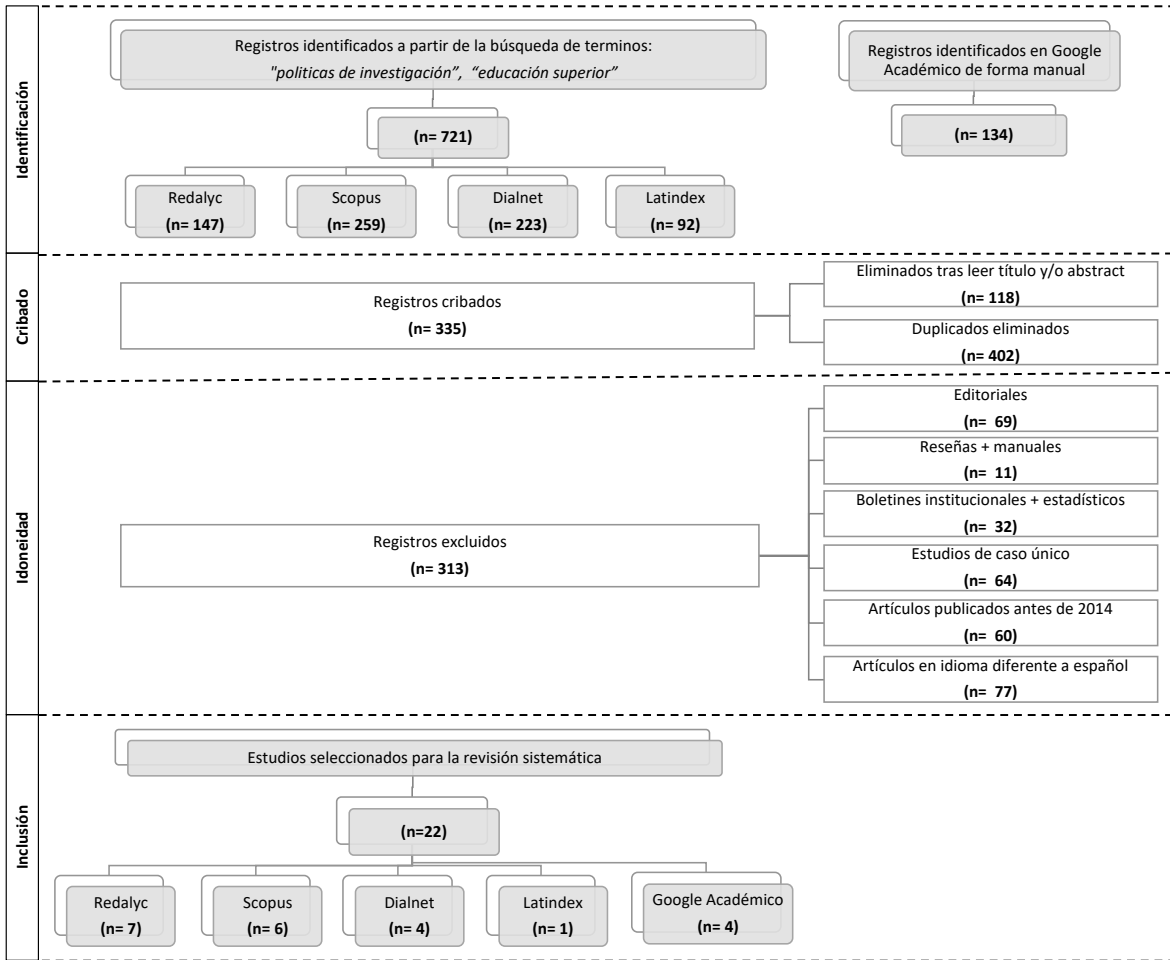 Identificación
Registros identificados a partir de la búsqueda de terminos:
"politicas de investigación”, “educación superior”
(n= 721)
Redalyc
(n= 147)
Scopus
(n= 259)
Dialnet
(n= 223)
Latindex
(n= 92)
Registros identificados en Google
Académico de forma manual
(n= 134)
Cribado
Registros cribados
(n= 335)
Eliminados tras leer título y/o abstract
(n= 118)
Duplicados eliminados
(n= 402)
Idoneidad
Registros excluidos
(n= 313)
Editoriales
(n= 69)
Reseñas + manuales
(n= 11)
Boletines institucionales + estadísticos
(n= 32)
Estudios de caso único
(n= 64)
Artículos publicados antes de 2014
(n= 60)
Artículos en idioma diferente a español
(n= 77)
Inclusión
Estudios seleccionados para la revisión sistemática
(n=22)
Redalyc
(n= 7)
Scopus
(n= 6)
Dialnet
(n= 4)
Latindex
(n= 1)
Google Académico
(n= 4)